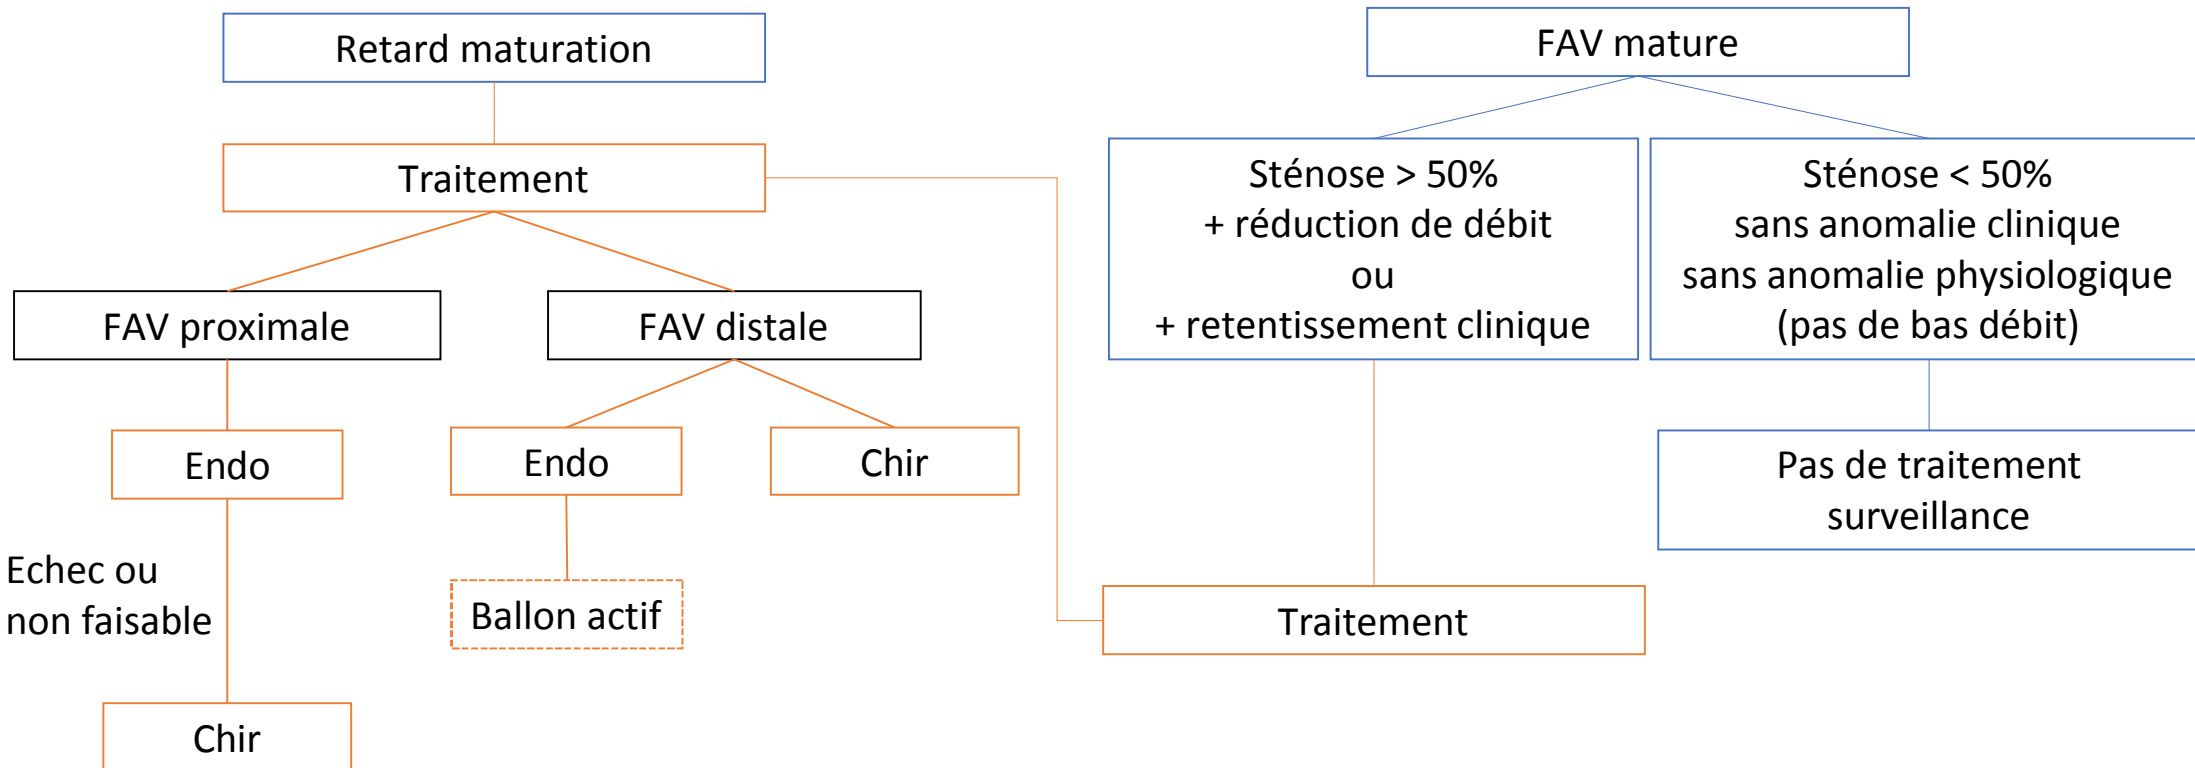 Retard maturation
FAV mature
Traitement
Sténose > 50%
+ réduction de débit
ou
+ retentissement clinique
Sténose < 50%
sans anomalie clinique
sans anomalie physiologique
(pas de bas débit)
FAV proximale
FAV distale
Endo
Endo
Chir
Pas de traitement
surveillance
Echec ou
non faisable
Ballon actif
Traitement
Chir